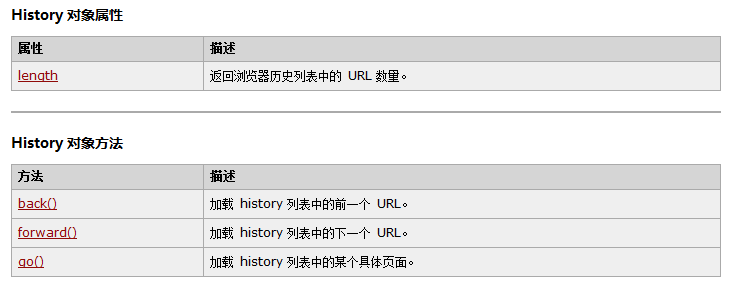 History 对象属性
属性 描述
length 返回浏览器历史列表中的 URL 数量。
History 对象方法
方法 描述
back() 加载 history 列表中的前一个 URL。
forward() 加载 history 列表中的下一个 URL。
go() 加载 history 列表中的某个具体页面。